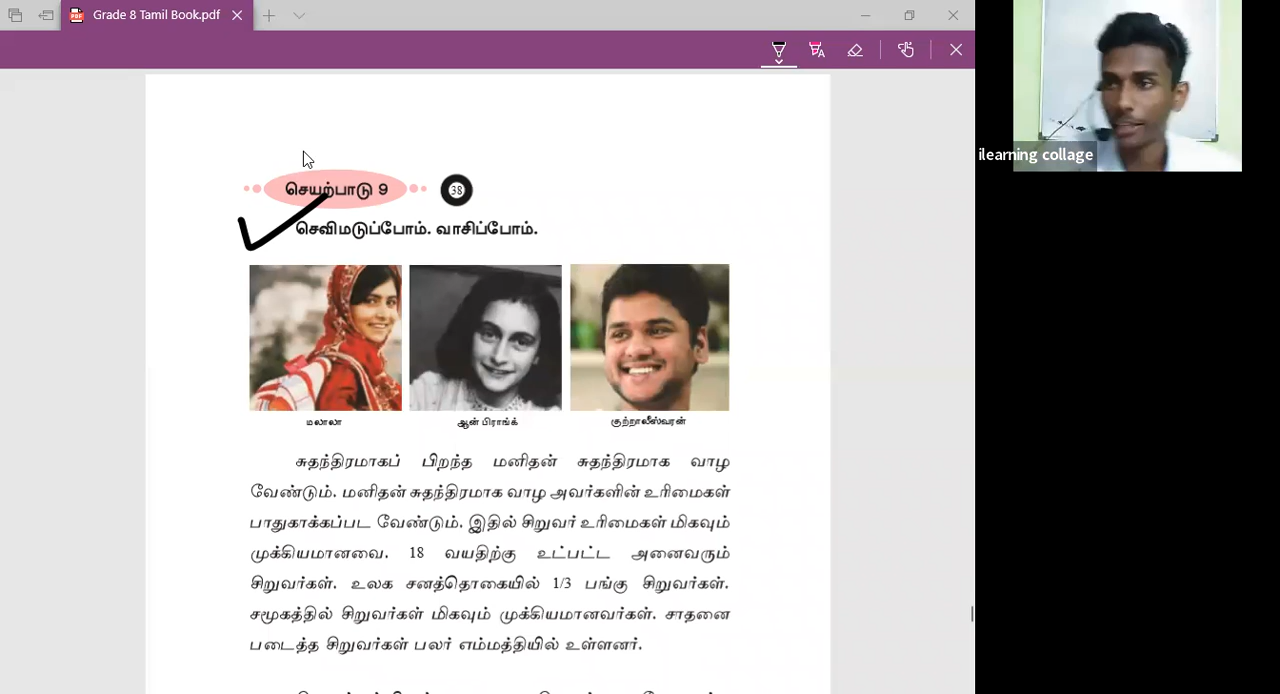 Grade 8 Tamil Book.pdf
செயற்பாடு 9
38
செவிமடுப்போம். வாசிப்போம்.
மலாலா
ஆன் பிராங்க்
குற்றாலீஸ்வரன்
சுதந்திரமாகப் பிறந்த மனிதன் சுதந்திரமாக வாழ
வேண்டும். மனிதன் சுதந்திரமாக வாழ அவர்களின் உரிமைகள்
பாதுகாக்கப்பட வேண்டும். இதில் சிறுவர் உரிமைகள் மிகவும்
முக்கியமானவை. 18 வயதிற்கு உட்பட்ட அனைவரும்
சிறுவர்கள். உலக சனத்தொகையில் 1/3 பங்கு சிறுவர்கள்.
சமூகத்தில் சிறுவர்கள் மிகவும் முக்கியமானவர்கள். சாதனை
படைத்த சிறுவர்கள் பலர் எம்மத்தியில் உள்ளனர்.
ilearning collage